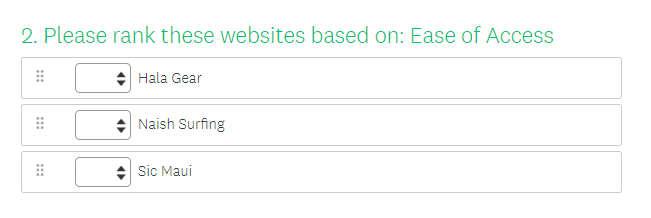 2. Please rank these websites based on: Ease of Access
Hala Gear
Naish Surfing
Sic Maui